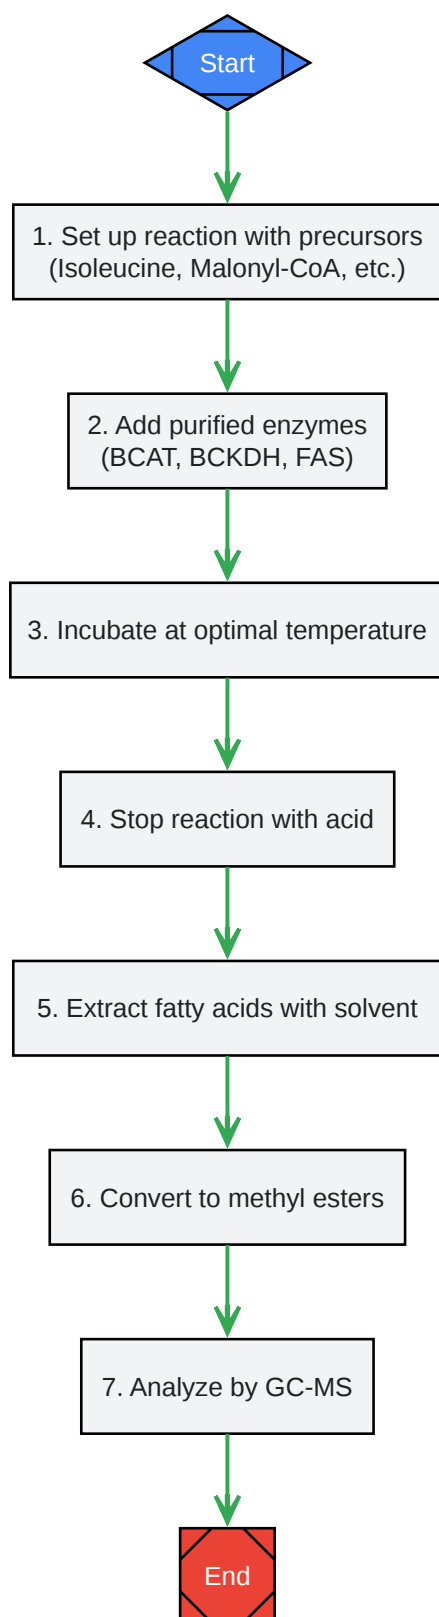 Start
1. Set up reaction with precursors
(Isoleucine, Malonyl-CoA, etc.)
2. Add purified enzymes
(BCAT, BCKDH, FAS)
3. Incubate at optimal temperature
4. Stop reaction with acid
5. Extract fatty acids with solvent
6. Convert to methyl esters
7. Analyze by GC-MS
End